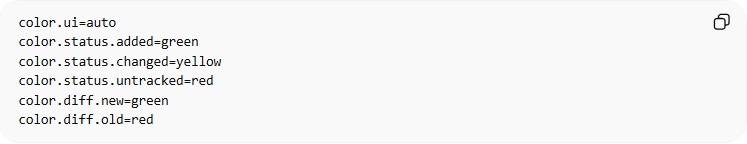 color.ui=auto
color.status.added=green
color.status.changed=yellow
color.status.untracked=red
color.diff.new=green
color.diff.old=red